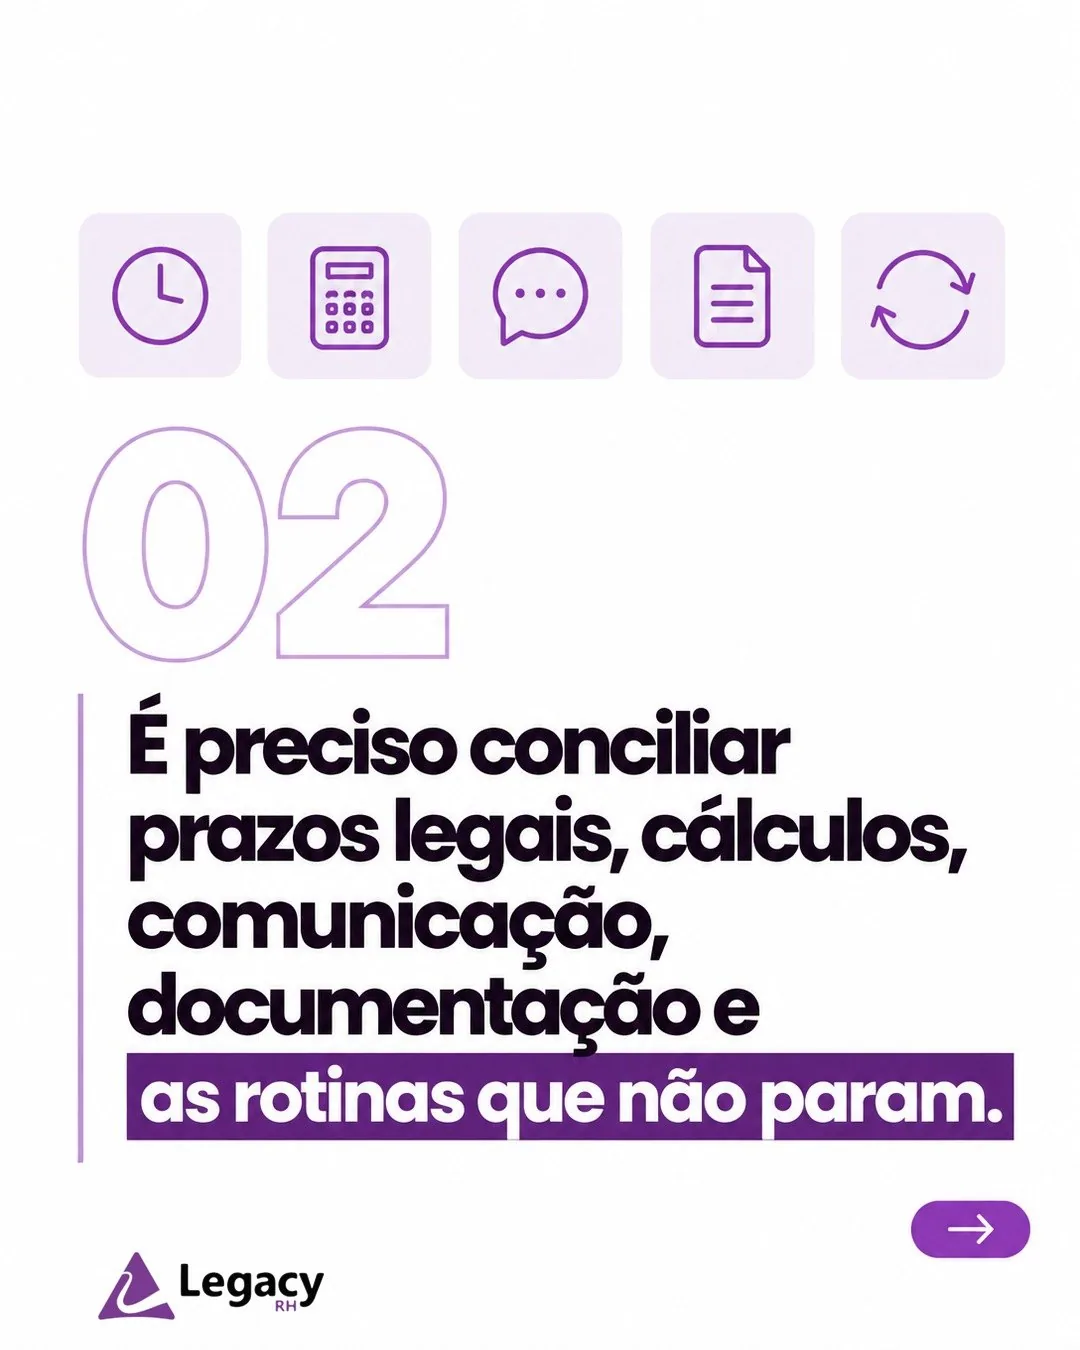 02
É preciso conciliar
prazos legais, cálculos,
comunicação,
documentação e
as rotinas que não param.
Legacy
RH